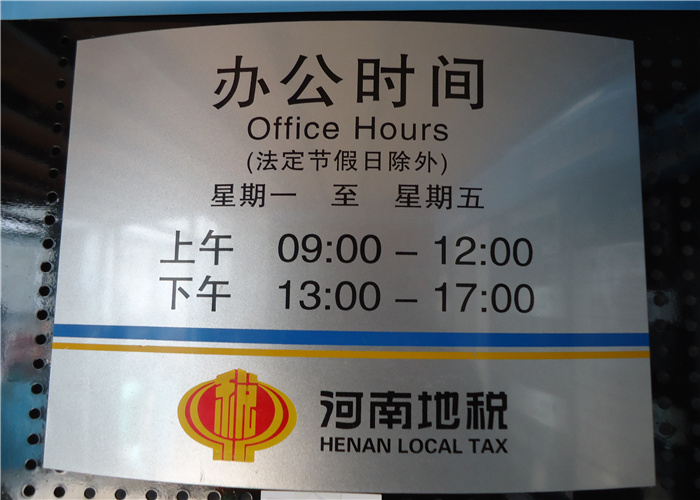 办公时间
Office Hours
(法定节假日除外)
星期一 至 星期五
上午 09:00 – 12:00
下午 13:00 – 17:00
税
河南地税
HENAN LOCAL TAX